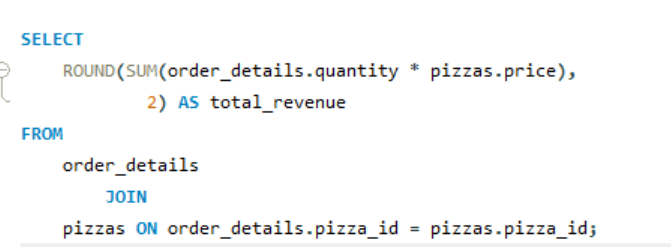 SELECT
ROUND(SUM(order_details.quantity * pizzas.price),
2) AS total_revenue
FROM
order_details
JOIN
pizzas ON order_details.pizza_id = pizzas.pizza_id;